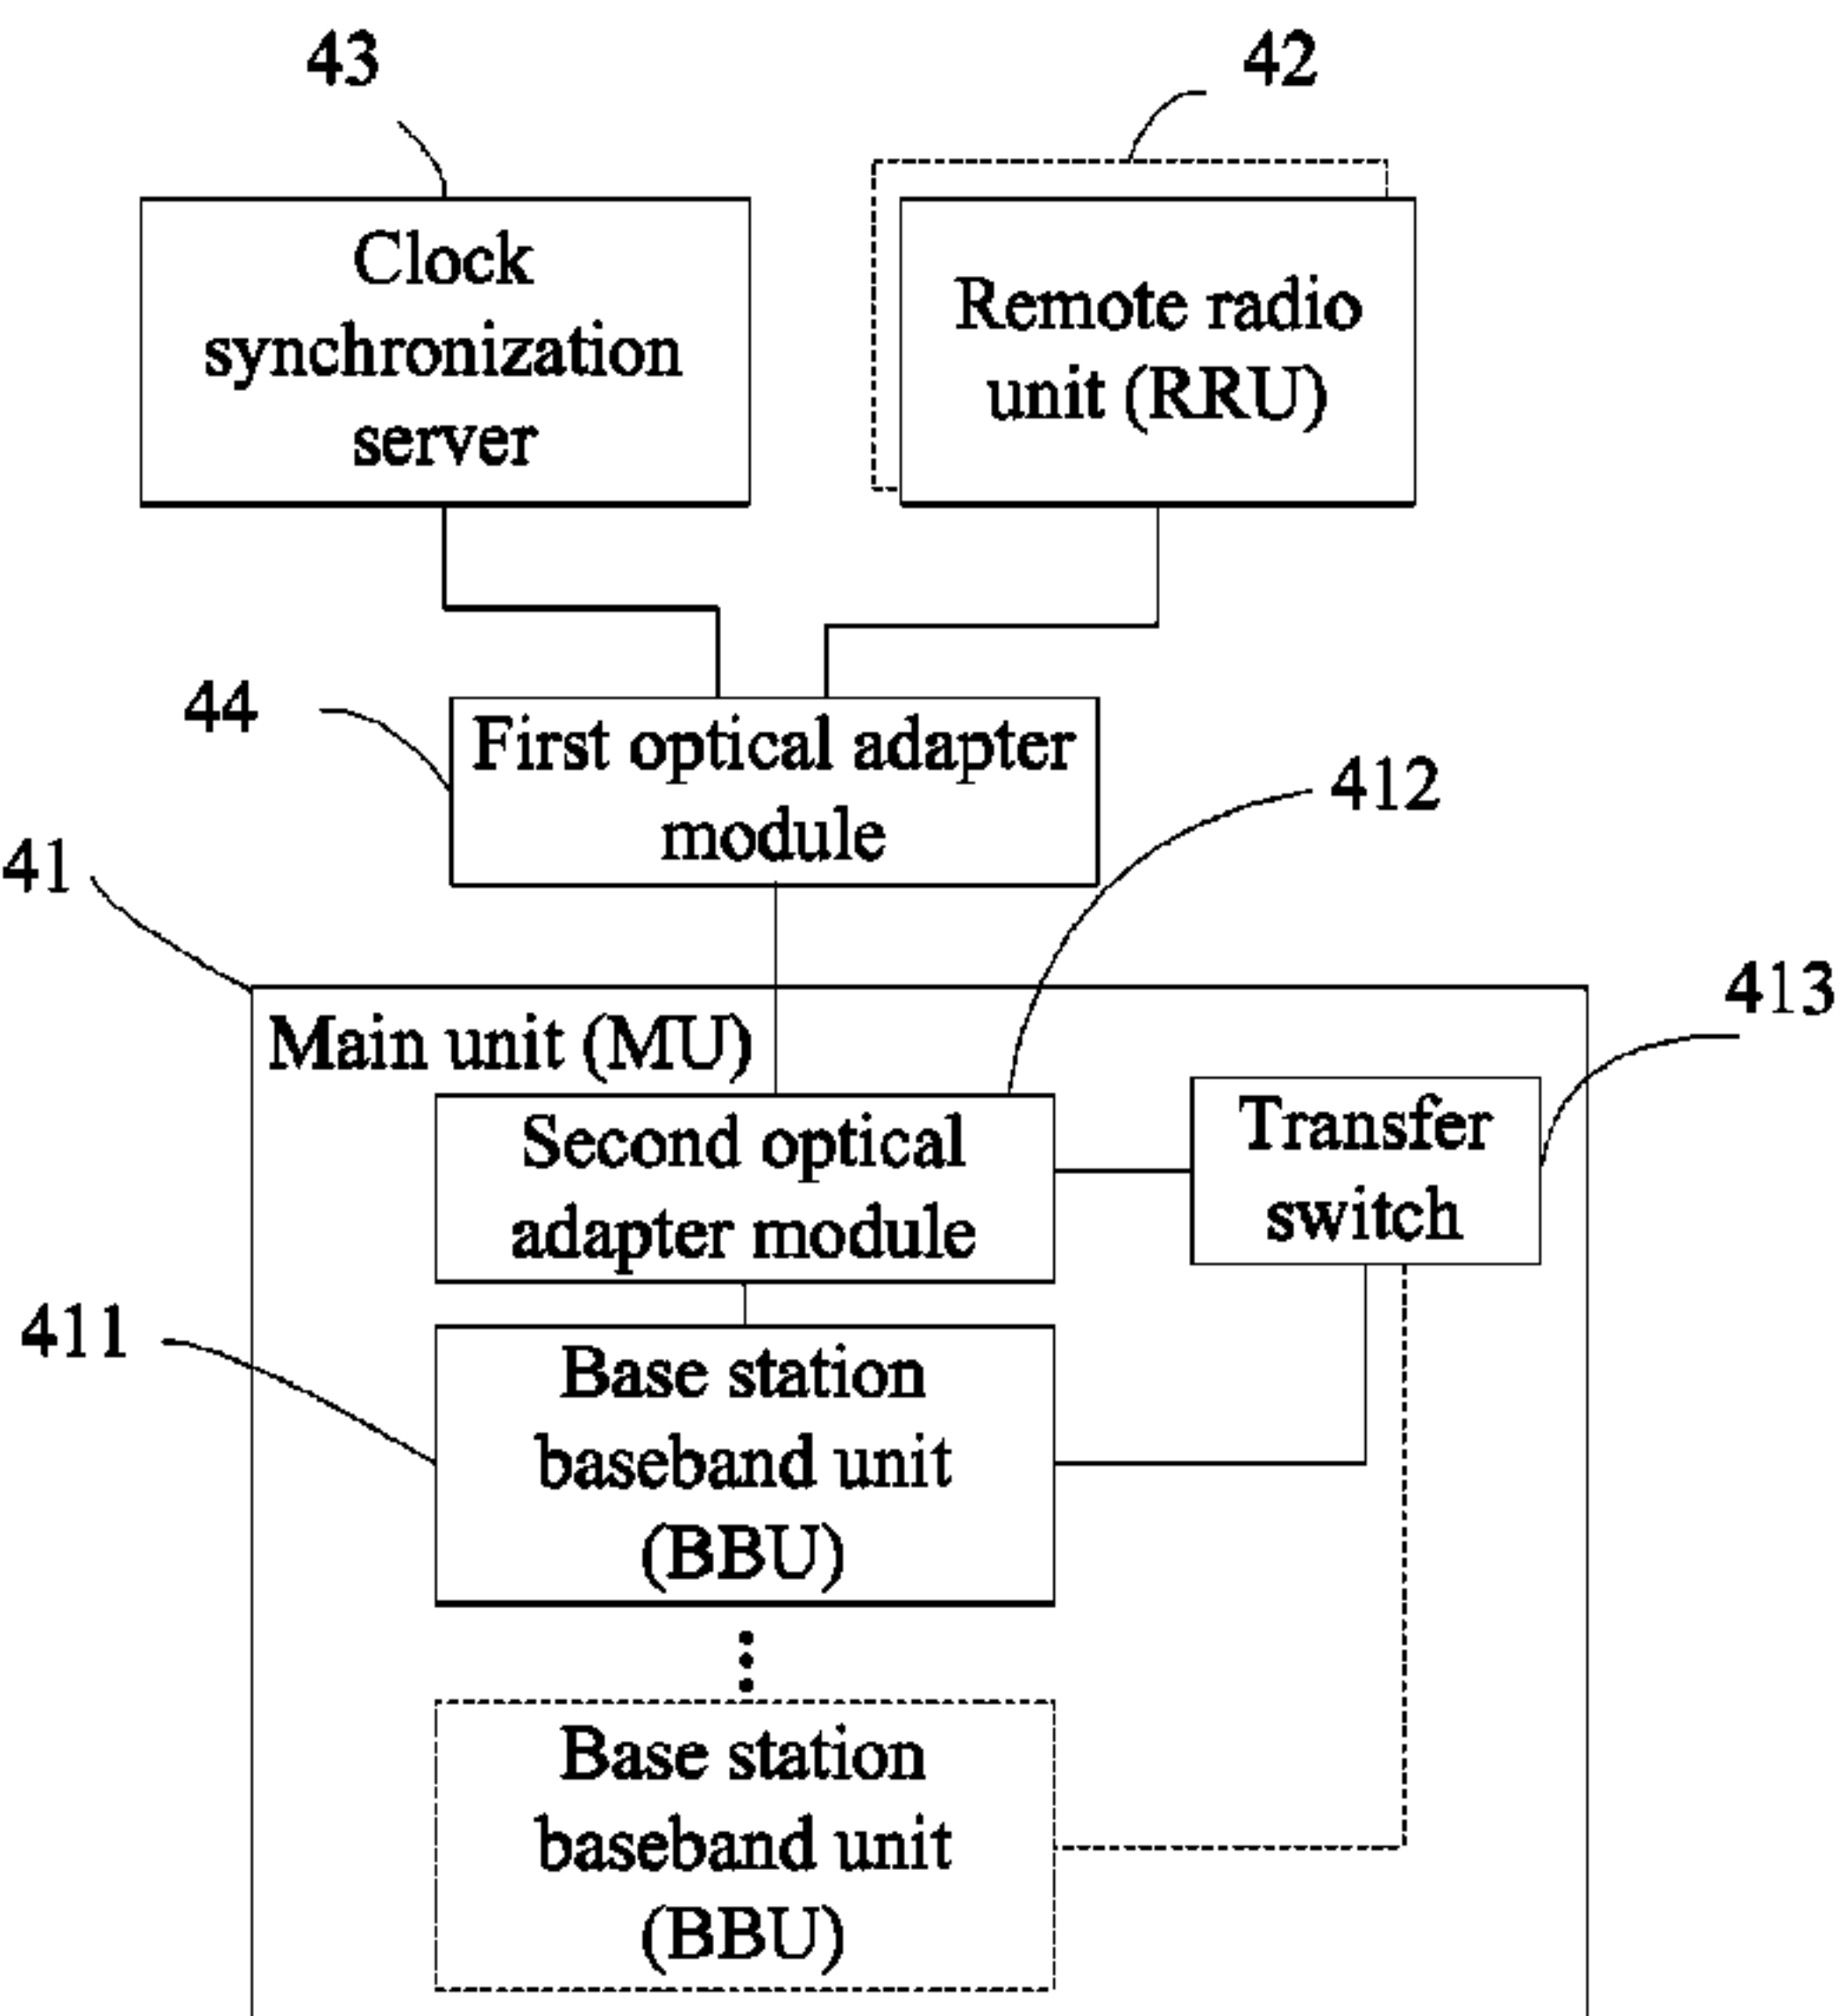 43
42
Clock
synchronization
server
Remote radio
unit (RRU)
44
First optical adapter
module
412
41
413
Main unit (MU)
Second optical
adapter module
Transfer
switch
411
Base station
baseband unit
(BBU)
Base station
baseband unit
(BBU)